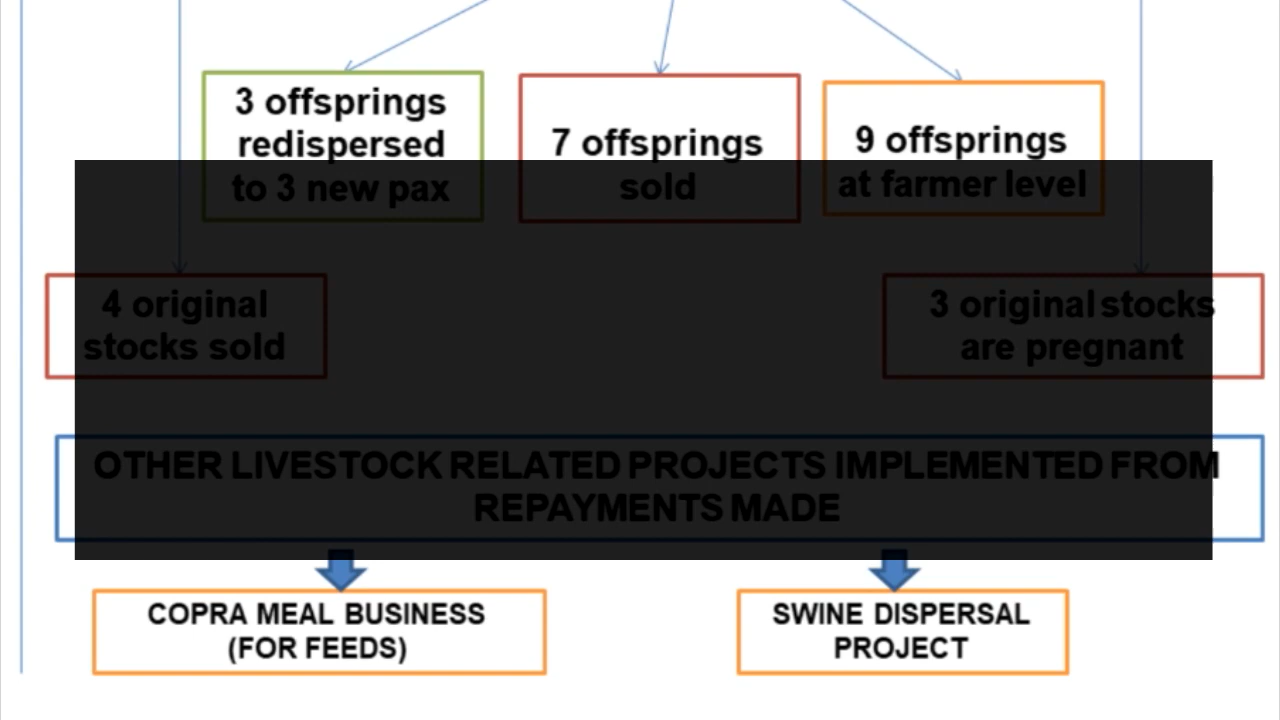 3 offsprings
redispersed
to 3 new pax
7 offsprings
sold
9 offsprings
at farmer level
4 original
stocks sold
3 original stocks
are pregnant
OTHER LIVESTOCK RELATED PROJECTS IMPLEMENTED FROM
REPAYMENTS MADE
COPRA MEAL BUSINESS
(FOR FEEDS)
SWINE DISPERSAL
PROJECT